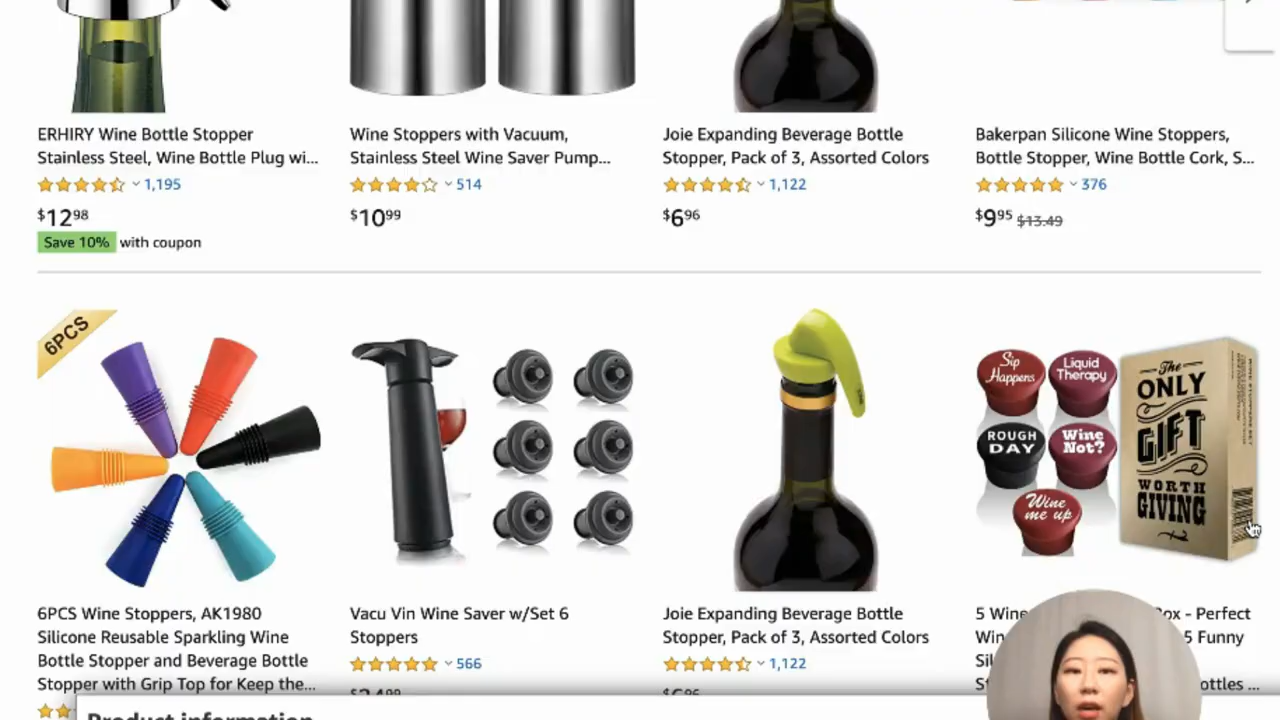 ERHIRY Wine Bottle Stopper
Stainless Steel, Wine Bottle Plug wi...
1,195
$12 98
Save 10% with coupon
Wine Stoppers with Vacuum,
Stainless Steel Wine Saver Pump...
514
$10 99
Joie Expanding Beverage Bottle
Stopper, Pack of 3, Assorted Colors
1,122
$6 96
Bakerpan Silicone Wine Stoppers,
Bottle Stopper, Wine Bottle Cork, S...
376
$9 95 $13.49
6PCS
6PCS Wine Stoppers, AK1980
Silicone Reusable Sparkling Wine
Bottle Stopper and Beverage Bottle
Stopper with Grip Top for Keep the...
Vacu Vin Wine Saver w/Set 6
Stoppers
566
Joie Expanding Beverage Bottle
Stopper, Pack of 3, Assorted Colors
1,122
Sip
Happens
Liquid
Therapy
ROUGH
DAY
Wine
Not?
Wine
me up
The
ONLY
GIFT
WORTH
GIVING
5 Wine ox - Perfect
5 Funny
ottles ...
Product information